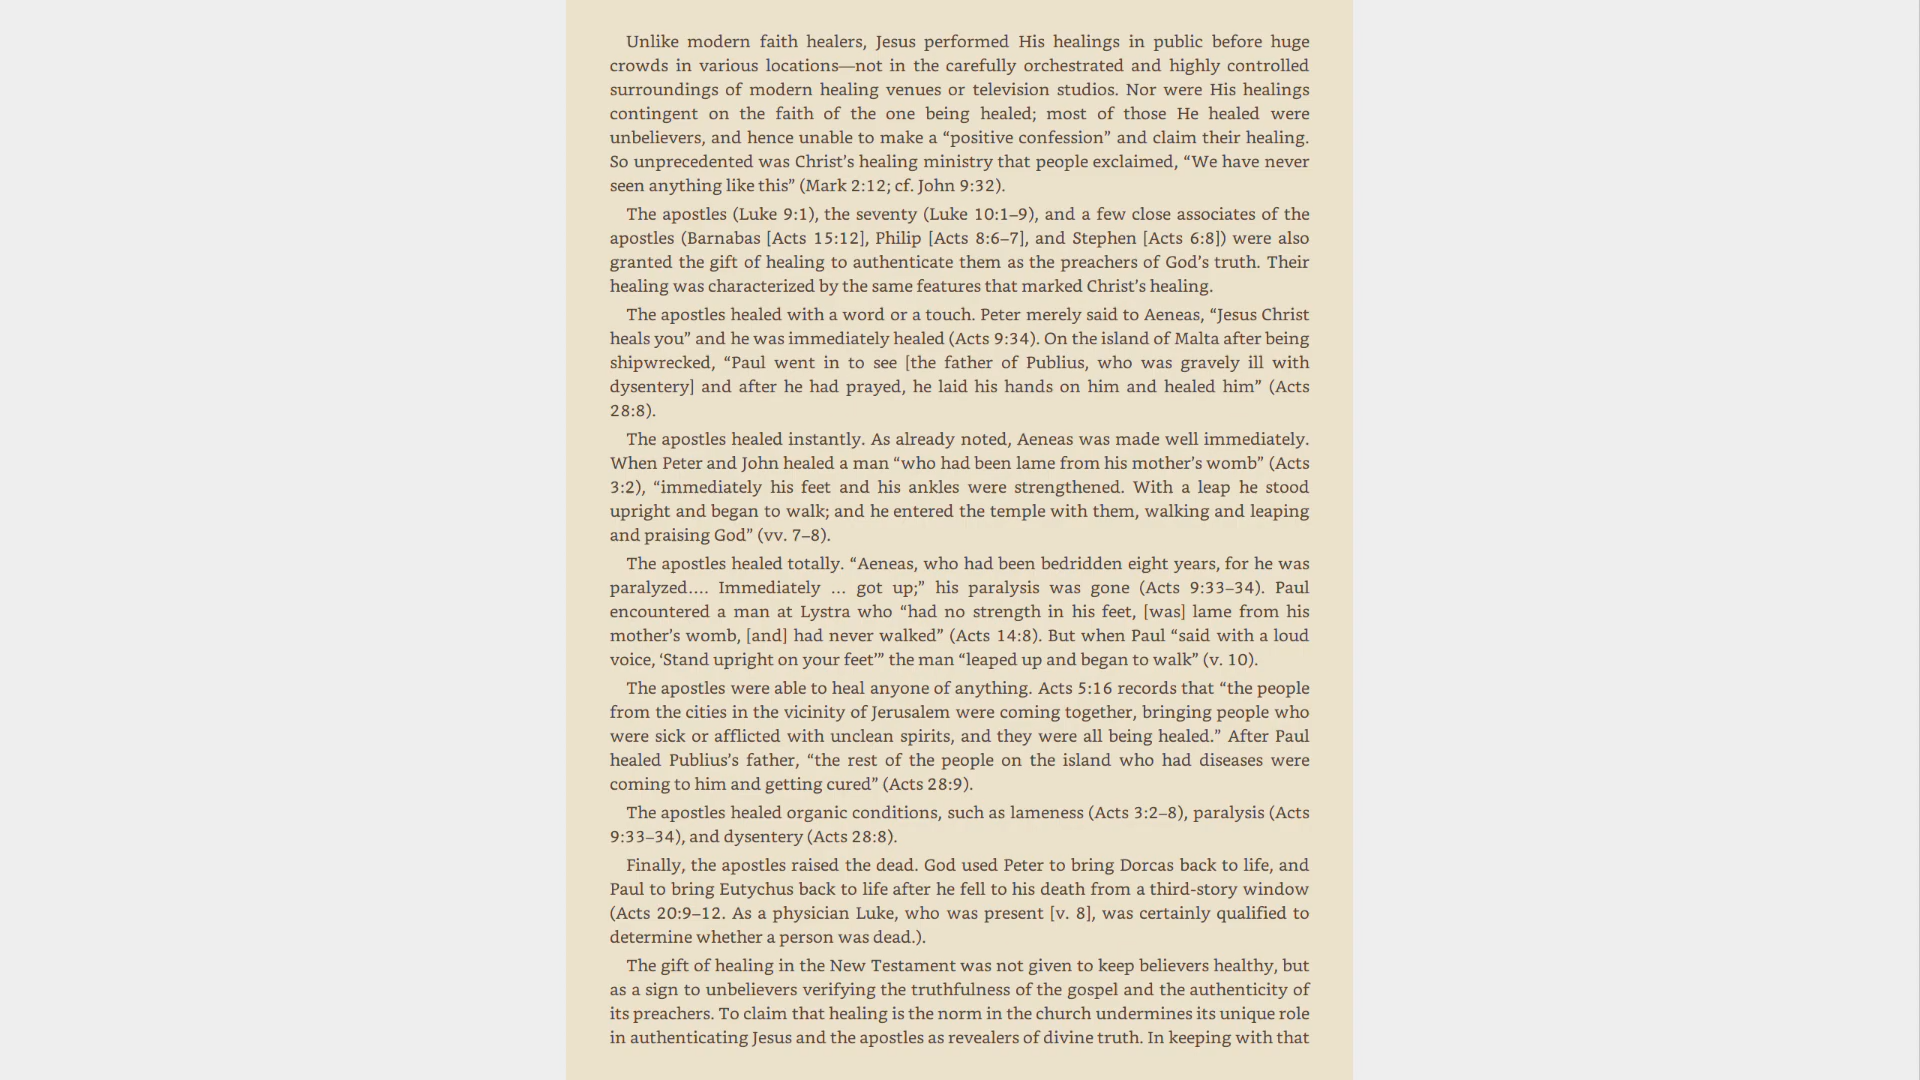 Unlike modern faith healers, Jesus performed His healings in public before huge
crowds in various locations—not in the carefully orchestrated and highly controlled
surroundings of modern healing venues or television studios. Nor were His healings
contingent on the faith of the one being healed; most of those He healed were
unbelievers, and hence unable to make a “positive confession” and claim their healing.
So unprecedented was Christ’s healing ministry that people exclaimed, “We have never
seen anything like this” (Mark 2:12; cf. John 9:32).
The apostles (Luke 9:1), the seventy (Luke 10:1–9), and a few close associates of the
apostles (Barnabas [Acts 15:12], Philip [Acts 8:6–7], and Stephen [Acts 6:8]) were also
granted the gift of healing to authenticate them as the preachers of God’s truth. Their
healing was characterized by the same features that marked Christ’s healing.
The apostles healed with a word or a touch. Peter merely said to Aeneas, “Jesus Christ
heals you” and he was immediately healed (Acts 9:34). On the island of Malta after being
shipwrecked, “Paul went in to see [the father of Publius, who was gravely ill with
dysentery] and after he had prayed, he laid his hands on him and healed him” (Acts
28:8).
The apostles healed instantly. As already noted, Aeneas was made well immediately.
When Peter and John healed a man “who had been lame from his mother’s womb” (Acts
3:2), “immediately his feet and his ankles were strengthened. With a leap he stood
upright and began to walk; and he entered the temple with them, walking and leaping
and praising God” (vv. 7–8).
The apostles healed totally. “Aeneas, who had been bedridden eight years, for he was
paralyzed.... Immediately ... got up;” his paralysis was gone (Acts 9:33–34). Paul
encountered a man at Lystra who “had no strength in his feet, [was] lame from his
mother’s womb, [and] had never walked” (Acts 14:8). But when Paul “said with a loud
voice, ‘Stand upright on your feet’” the man “leaped up and began to walk” (v. 10).
The apostles were able to heal anyone of anything. Acts 5:16 records that “the people
from the cities in the vicinity of Jerusalem were coming together, bringing people who
were sick or afflicted with unclean spirits, and they were all being healed.” After Paul
healed Publius’s father, “the rest of the people on the island who had diseases were
coming to him and getting cured” (Acts 28:9).
The apostles healed organic conditions, such as lameness (Acts 3:2–8), paralysis (Acts
9:33–34), and dysentery (Acts 28:8).
Finally, the apostles raised the dead. God used Peter to bring Dorcas back to life, and
Paul to bring Eutychus back to life after he fell to his death from a third-story window
(Acts 20:9–12. As a physician Luke, who was present [v. 8], was certainly qualified to
determine whether a person was dead.).
The gift of healing in the New Testament was not given to keep believers healthy, but
as a sign to unbelievers verifying the truthfulness of the gospel and the authenticity of
its preachers. To claim that healing is the norm in the church undermines its unique role
in authenticating Jesus and the apostles as revealers of divine truth. In keeping with that